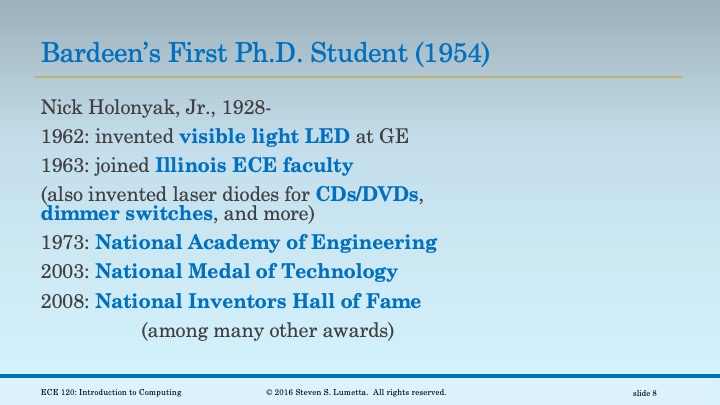 Bardeen's First Ph.D. Student (1954)
Nick Holonyak, Jr., 1928-
1962: invented visible light LED at GE
1963: joined Illinois ECE faculty
(also invented laser diodes for CDs/DVDs,
dimmer switches, and more)
1973: National Academy of Engineering
2003: National Medal of Technology
2008: National Inventors Hall of Fame
(among many other awards)
ECE 120: Introduction to Computing
© 2016 Steven S. Lumetta. All rights reserved.
slide 8